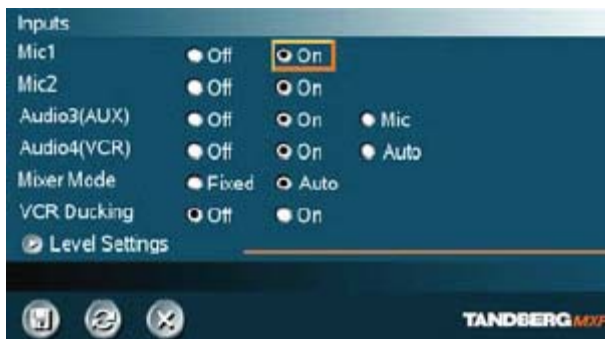 Inputs
Mic1 Off On
Mic2 Off On
Audio3(AUX) Off On Mic
Audio4(VCR) Off On Auto
Mixer Mode Fixed Auto
VCR Ducking Off On
Level Settings
TANDBERG MXP